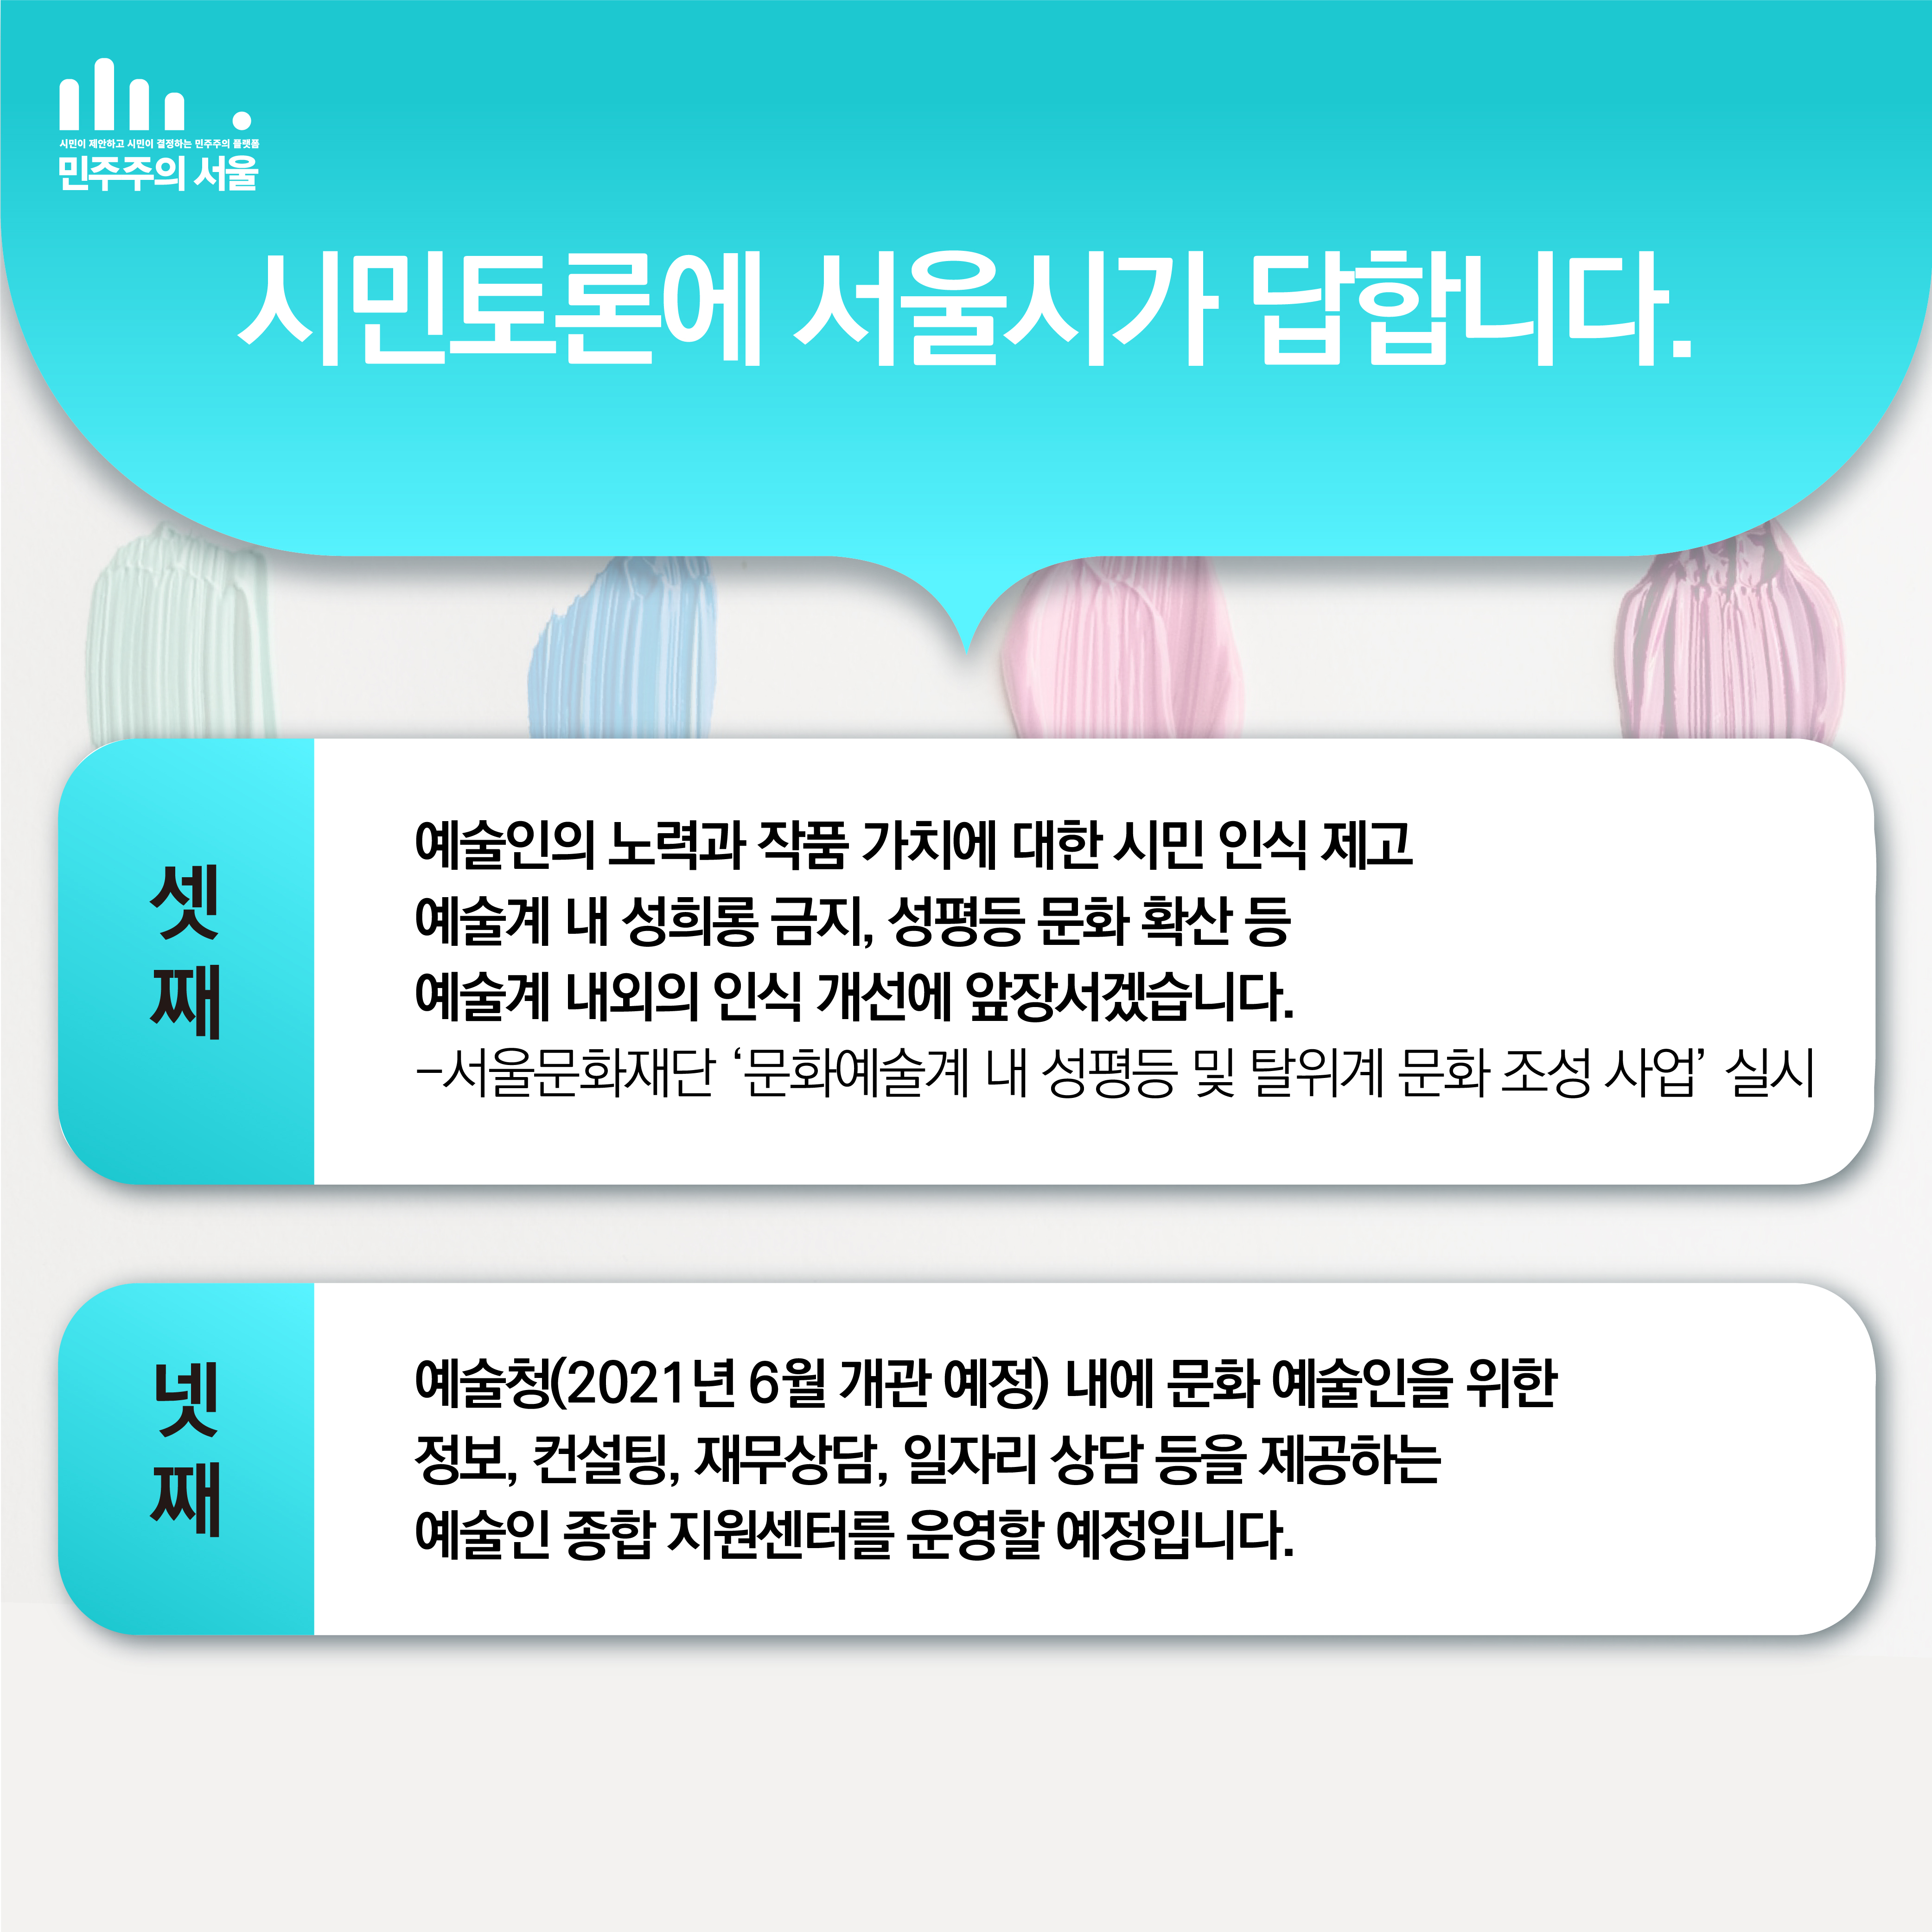 시민이 제안하고 시민이 결정하는 민주주의 플랫폼
민주주의 서울
시민토론에 서울시가 답합니다.
셋
째
예술인의 노력과 작품 가치에 대한 시민 인식 제고
예술계 내 성희롱 금지, 성평등 문화 확산 등
예술계 내외의 인식 개선에 앞장서겠습니다.
-서울문화재단 ‘문화예술계 내 성평등 및 탈위계 문화 조성 사업’ 실시
넷
째
예술청(2021년 6월 개관 예정) 내에 문화 예술인을 위한
정보, 컨설팅, 재무상담, 일자리 상담 등을 제공하는
예술인 종합 지원센터를 운영할 예정입니다.